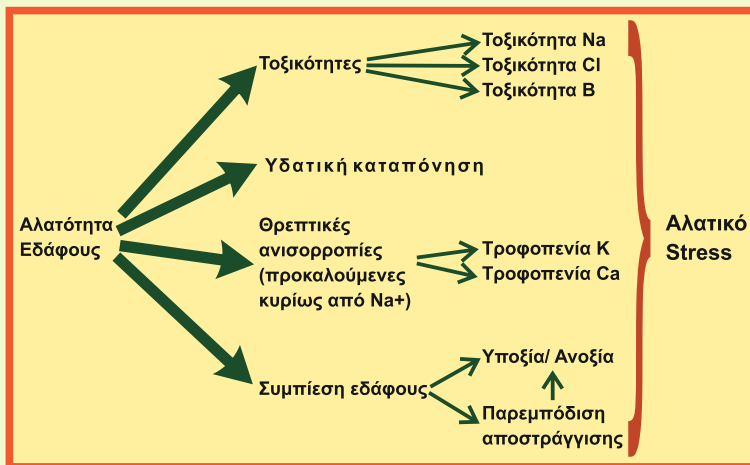 Αλατότητα
Εδάφους
Τοξικότητες
Τοξικότητα Na
Τοξικότητα Cl
Τοξικότητα B
Υδατική καταπόνηση
Θρεπτικές
ανισορροπίες
(προκαλούμενες
κυρίως από Na+)
Τροφοπενία K
Τροφοπενία Ca
Συμπίεση εδάφους
Υποξία/ Ανοξία
Παρεμπόδιση
αποστράγγισης
Αλατικό
Stress